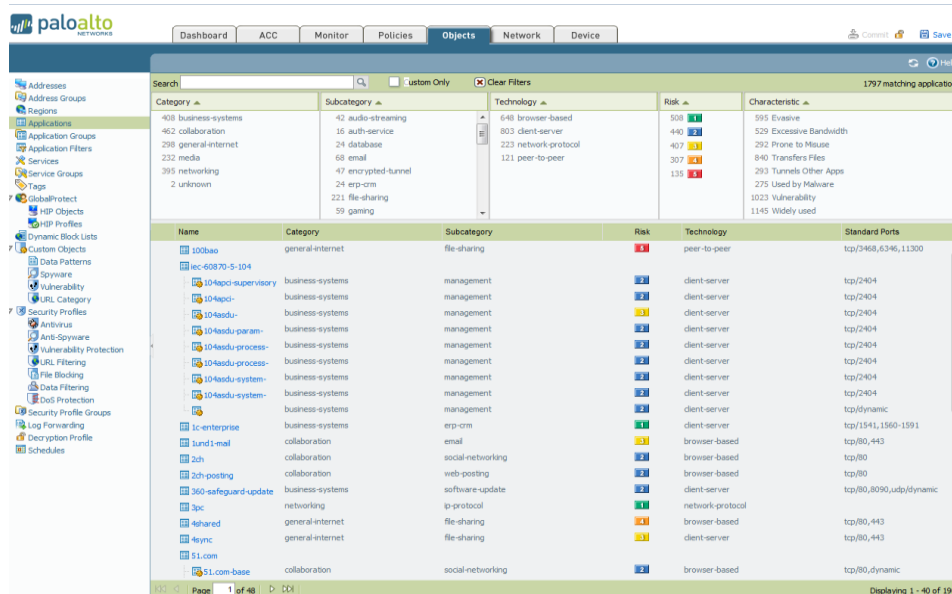 paloalto
NETWORKS
Dashboard ACC Monitor Policies Objects Network Device
Commit Save
Hel
Addresses
Address Groups
Regions
Applications
Application Groups
Application Filters
Services
Service Groups
Tags
GlobalProtect
HIP Objects
HIP Profiles
Dynamic Block Lists
Custom Objects
Data Patterns
Spyware
Vulnerability
URL Category
Security Profiles
Antivirus
Anti-Spyware
Vulnerability Protection
URL Filtering
File Blocking
Data Filtering
DoS Protection
Security Profile Groups
Log Forwarding
Decryption Profile
Schedules
Search Custom Only Clear Filters 1797 matching applicatio
Category Subcategory Technology Risk Characteristic
408 business-systems 42 audio-streaming 648 browser-based 508 1 595 Evasive
462 collaboration 16 auth-service 803 client-server 440 2 529 Excessive Bandwidth
298 general-internet 24 database 223 network-protocol 407 3 292 Prone to Misuse
232 media 68 email 121 peer-to-peer 307 4 840 Transfers Files
395 networking 47 encrypted-tunnel 135 5 293 Tunnels Other Apps
2 unknown 24 erp-crm 275 Used by Malware
221 file-sharing 1023 Vulnerability
59 gaming 1145 Widely used
Name Category Subcategory Risk Technology Standard Ports
100bao general-internet file-sharing 5 peer-to-peer tcp/3468,6346,11300
iec-60870-5-104
104apci-supervisory business-systems management 2 client-server tcp/2404
104apci- business-systems management 2 client-server tcp/2404
104asdu- business-systems management 3 client-server tcp/2404
104asdu-param- business-systems management 2 client-server tcp/2404
104asdu-process- business-systems management 2 client-server tcp/2404
104asdu-process- business-systems management 2 client-server tcp/2404
104asdu-system- business-systems management 2 client-server tcp/2404
104asdu-system- business-systems management 2 client-server tcp/2404
business-systems management 2 client-server tcp/dynamic
1c-enterprise business-systems erp-crm 1 client-server tcp/1541,1560-1591
1und1-mail collaboration email 3 browser-based tcp/80,443
2ch collaboration social-networking 2 browser-based tcp/80
2ch-posting collaboration web-posting 2 browser-based tcp/80
360-safeguard-update business-systems software-update 2 client-server tcp/80,8090,udp/dynamic
3pc networking ip-protocol 1 network-protocol
4shared general-internet file-sharing 4 browser-based tcp/80,443
4sync general-internet file-sharing 3 client-server tcp/80,443
51.com
51.com-base collaboration social-networking 2 browser-based tcp/80,dynamic
Page 1 of 48 Displaying 1 - 40 of 19